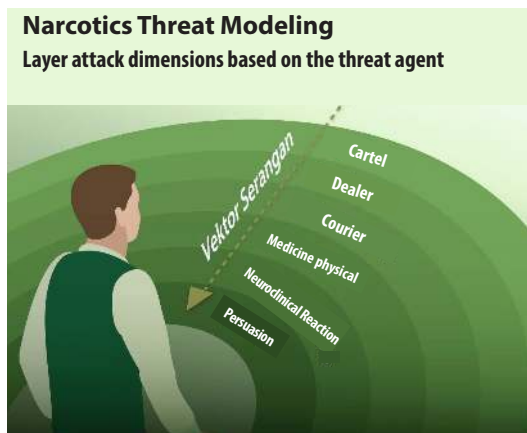 Narcotics Threat Modeling
Layer attack dimensions based on the threat agent
Vektor Serangan
Cartel
Dealer
Courier
Medicine physical
Neuroclinical Reaction
Persuasion